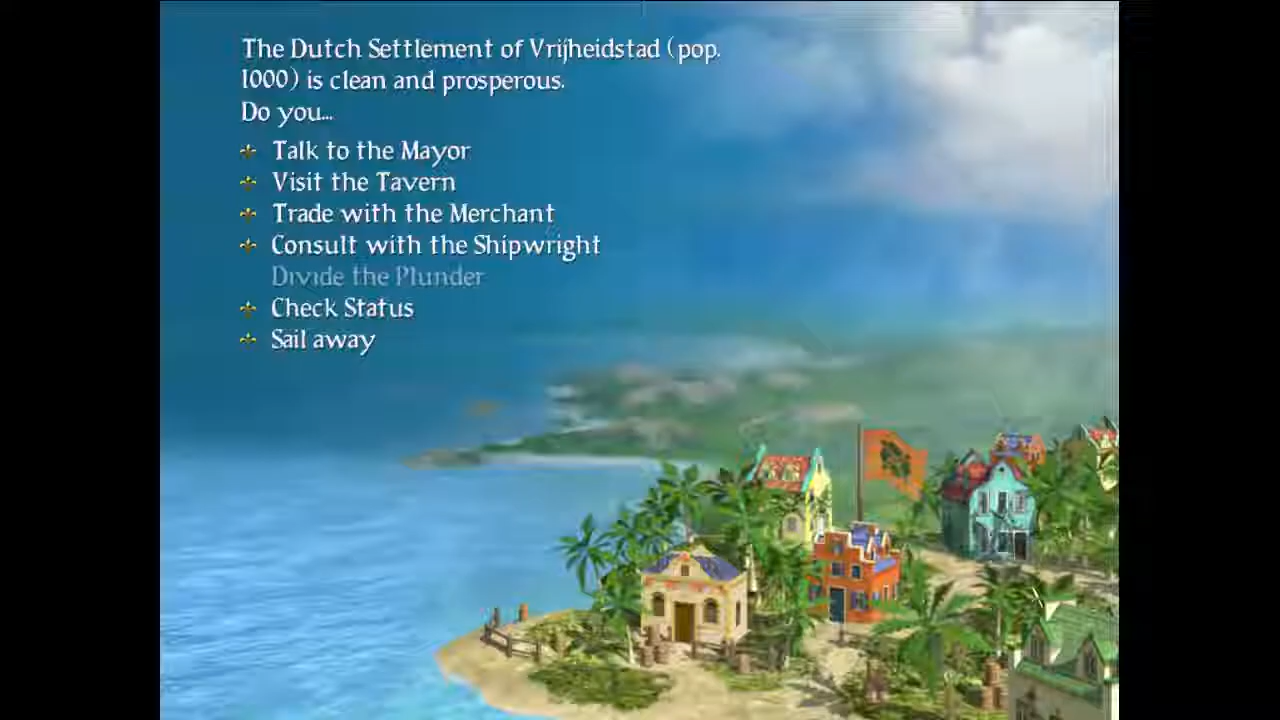 The Dutch Settlement of Vrijheidstad (pop.
1000) is clean and prosperous.
Do you...
Talk to the Mayor
Visit the Tavern
Trade with the Merchant
Consult with the Shipwright
Divide the Plunder
Check Status
Sail away